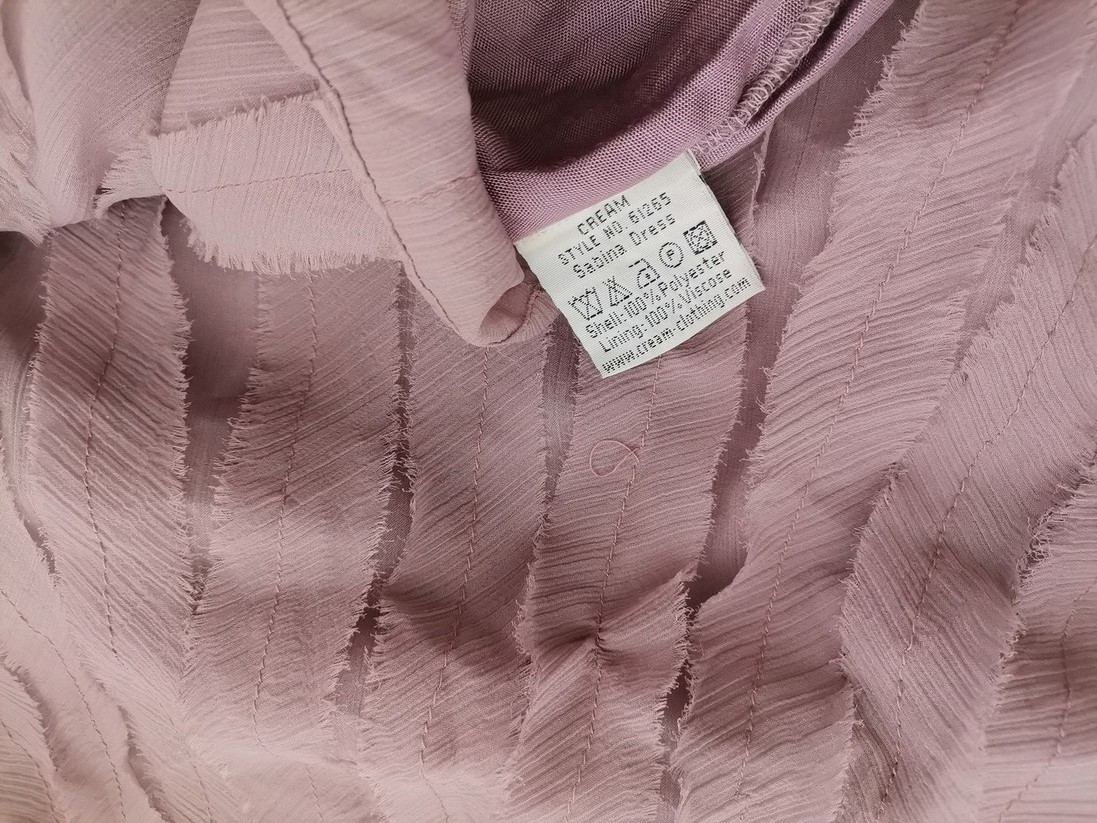 CREAM
STYLE NO. 61265
Sabina Dress
P
Shell:100%Polyester
Lining:100%Viscose
www.cream-clothing.com